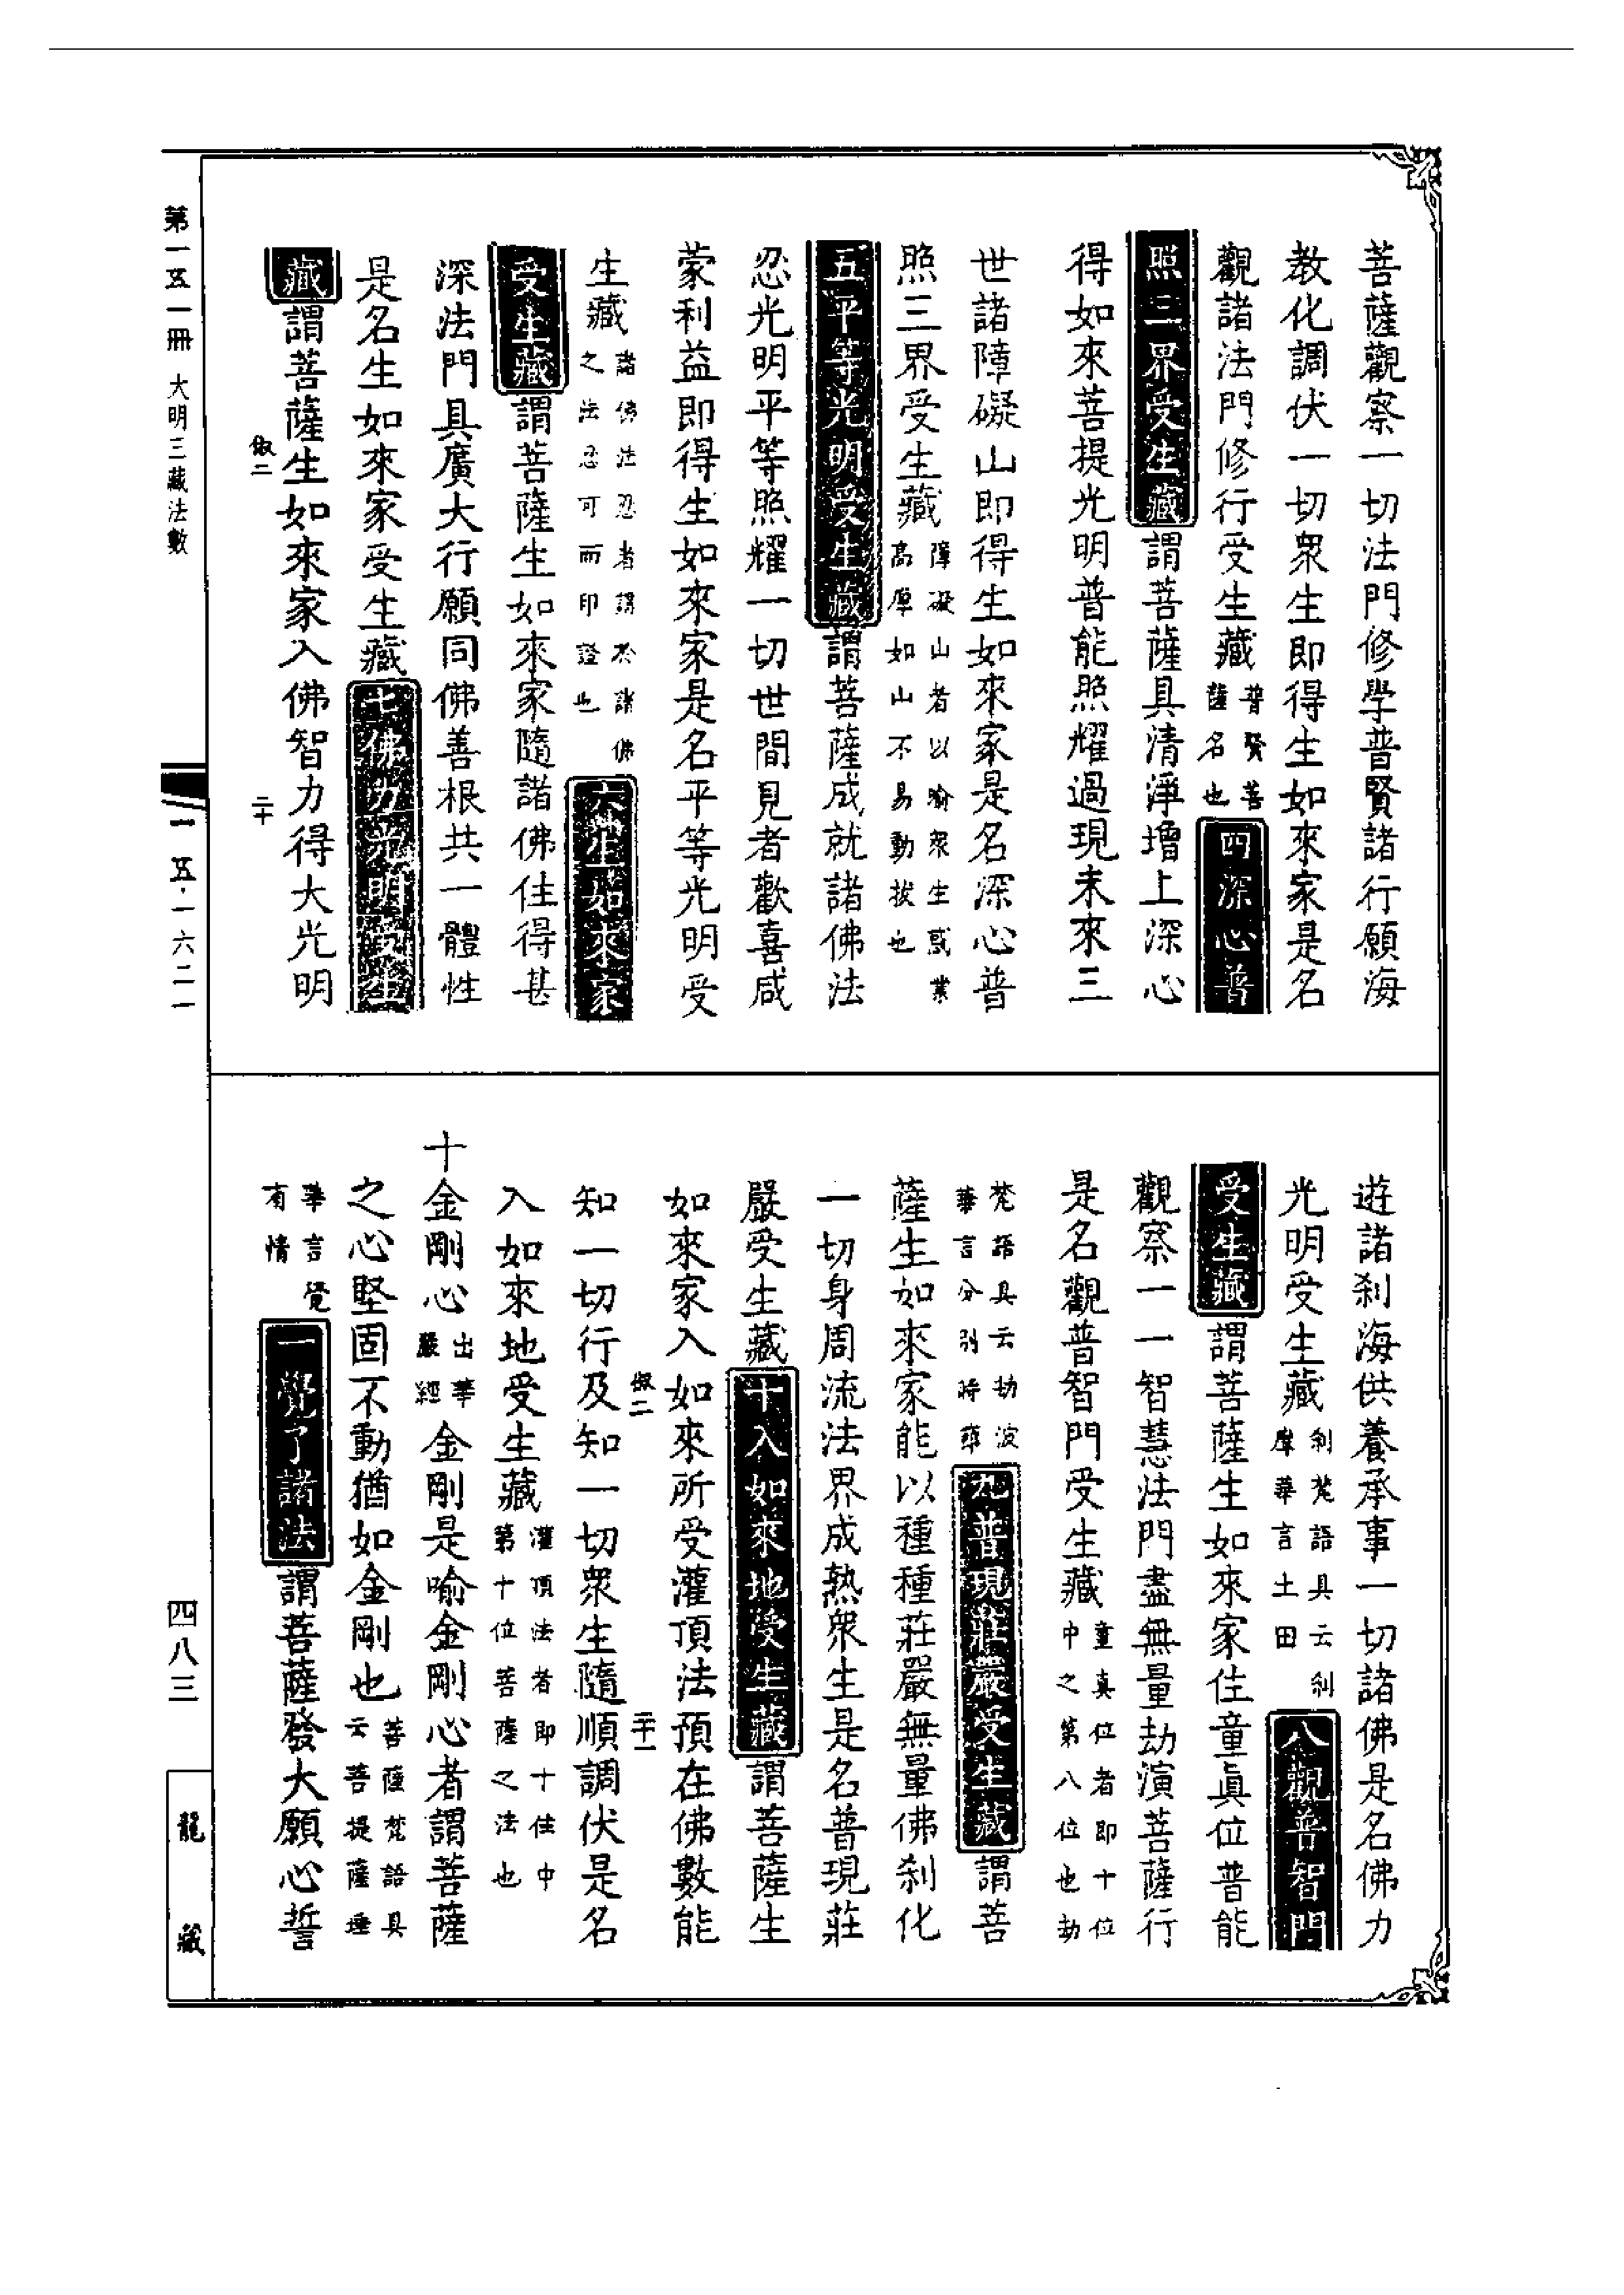 菩薩觀察一切法門修學普賢諸行願海
教化調伏一切衆生即得生如來家是名
觀諸法門修行受生藏普賢菩薩名也四深心普
照三界受生藏謂菩薩具清淨增上深心
得如來菩提光明普能照耀過現未來三
世諸障礙山即得生如來家是名深心普
照三界受生藏障礙山者以喻衆生惑業高厚如山不易動拔也
五平等光明受生藏謂菩薩成就諸佛法
忍光明平等照耀一切世間見者歡喜咸
蒙利益即得生如來家是名平等光明受
生藏諸佛法忍者謂於諸佛之法忍可而印證也六生如來家
受生藏謂菩薩生如來家隨諸佛住得甚
深法門具廣大行願同佛善根共一體性
是名生如來家受生藏七佛力光明受生
藏謂菩薩生如來家入佛智力得大光明
二十
遊諸刹海供養承事一切諸佛是名佛力
光明受生藏刹梵語具云刹摩華言土田八觀普智門
受生藏謂菩薩生如來家住童真位普能
觀察一一智慧法門盡無量劫演菩薩行
是名觀普智門受生藏童真位者即十位中之第八位也劫
梵語具云劫波華言分別時節九普現莊嚴受生藏謂菩
薩生如來家能以種種莊嚴無量佛刹化
一切身周流法界成熟衆生是名普現莊
嚴受生藏十入如來地受生藏謂菩薩生
如來家入如來所受灌頂法預在佛數能
二十一
知一切行及知一切衆生隨順調伏是名
入如來地受生藏灌頂法者即十住中第十位菩薩之法也
十金剛心出華嚴經金剛是喻金剛心者謂菩薩
之心堅固不動猶如金剛也菩薩梵語具云菩提薩埵
華言覺有情一覺了諸法謂菩薩發大願心誓
第一五一冊 大明三藏法數
一五·一六二一
四八三
龍藏